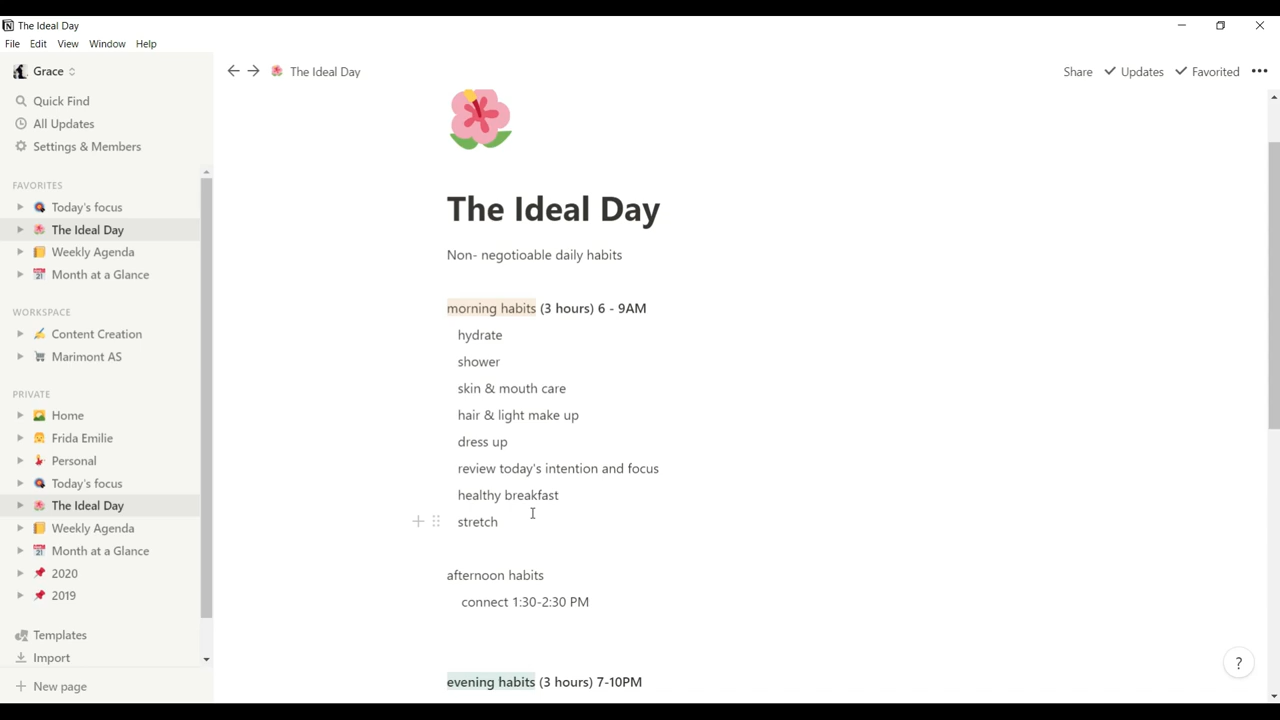 The Ideal Day
File Edit View Window Help
Grace
The Ideal Day
Share Updates Favorited
Quick Find
All Updates
Settings & Members
FAVORITES
Today's focus
The Ideal Day
Weekly Agenda
Month at a Glance
WORKSPACE
Content Creation
Marimont AS
PRIVATE
Home
Frida Emilie
Personal
Today's focus
The Ideal Day
Weekly Agenda
Month at a Glance
2020
2019
Templates
Import
+ New page
The Ideal Day
Non- negotioable daily habits
morning habits (3 hours) 6 - 9AM
hydrate
shower
skin & mouth care
hair & light make up
dress up
review today's intention and focus
healthy breakfast
stretch
afternoon habits
connect 1:30-2:30 PM
evening habits (3 hours) 7-10PM
?